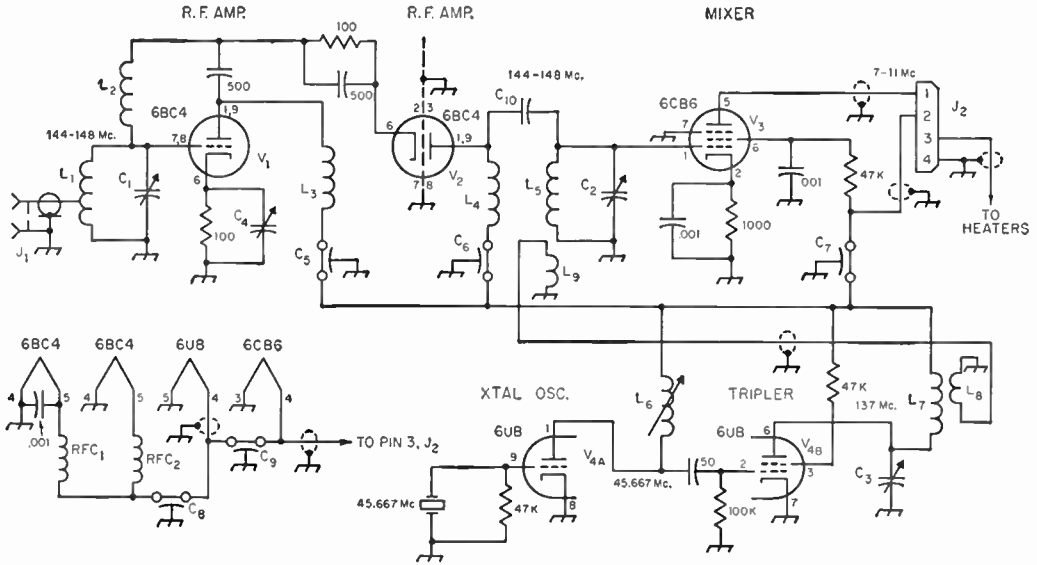 R.F. AMP.
R.F. AMP.
MIXER
100
500
500
L2
144-148 Mc.
6BC4
1,9
7,8
V1
6
L1
C1
C4
100
J1
L3
C5
2 3
6BC4
6
1,9
7 8
V2
C10
144-148 Mc.
L4
L5
C2
C6
L9
6CB6
5
7
V3
1
6
2
.001
1000
.001
47K
C7
7-11 Mc.
1
2
3
4
J2
TO
HEATERS
6BC4
6BC4
6U8
6CB6
4
5
4
5
5
4
3
4
.001
RFC1
RFC2
C8
C9
TO PIN 3, J2
XTAL OSC.
6U8
1
9
V4A
8
45.667 Mc
47K
L6
50
45.667 Mc.
100K
TRIPLER
6U8
6
2
V4B
3
7
47K
137 Mc.
L7
L8
C3